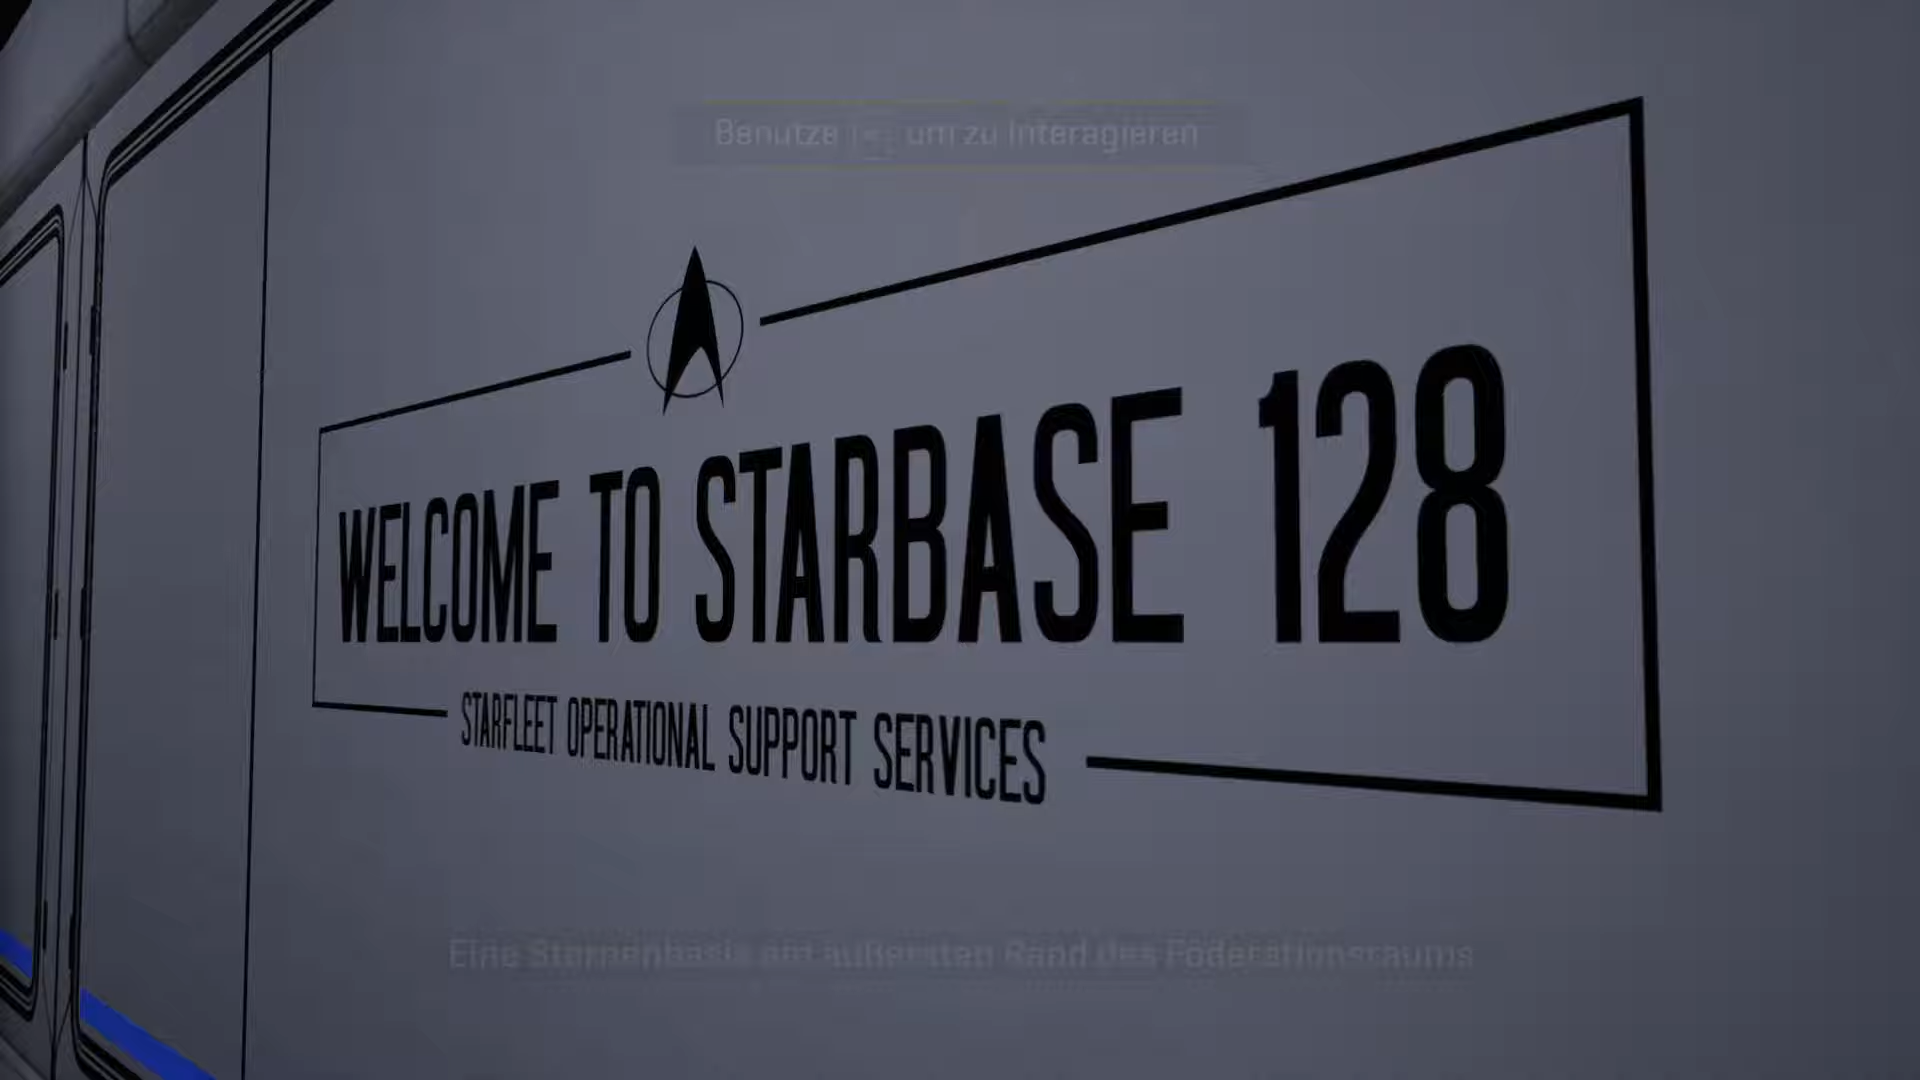 Benutze um zu Interagieren
WELCOME TO STARBASE 128
STARFLEET OPERATIONAL SUPPORT SERVICES
Eine Sternenbasis am äußersten Rand des Föderationsraums